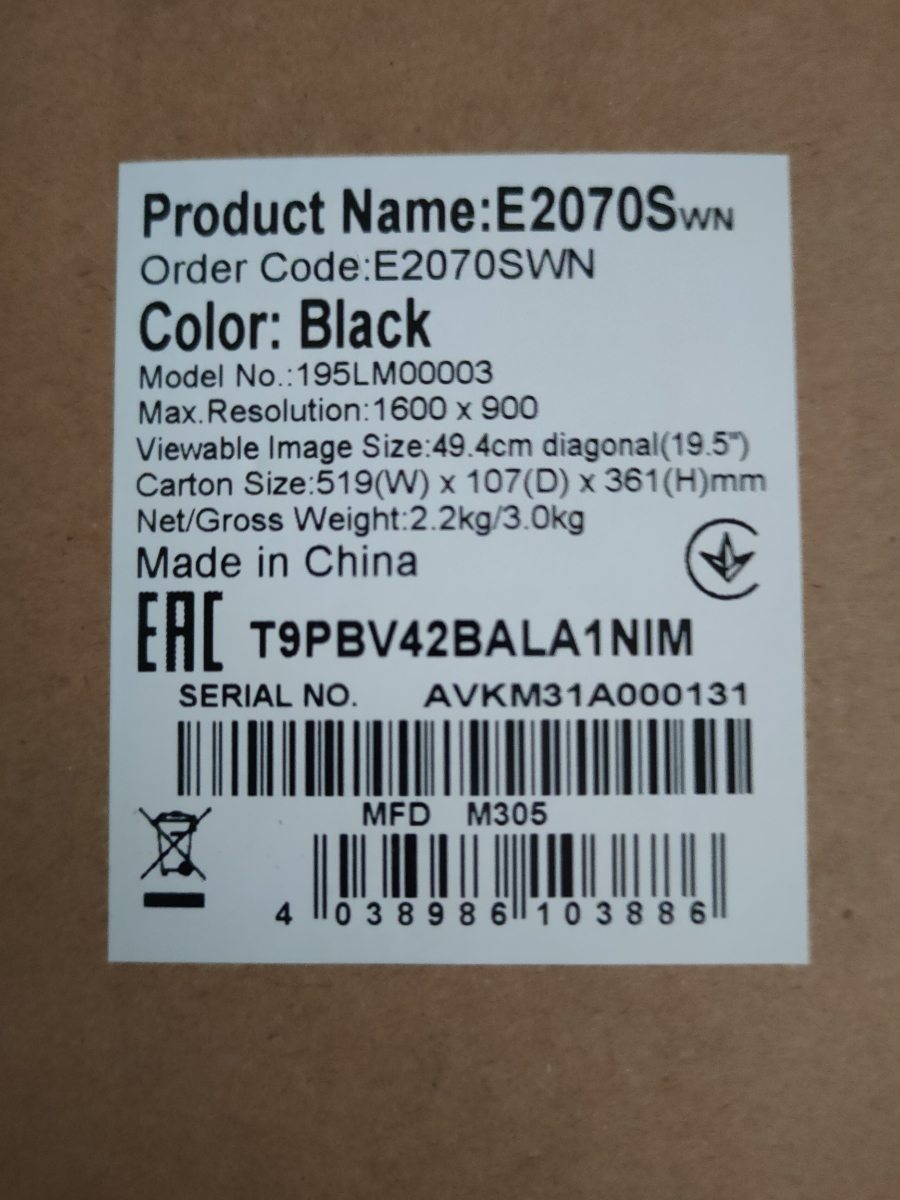 Product Name:E2070SWN
Order Code:E2070SWN
Color: Black
Model No.:195LM00003
Max.Resolution:1600 x 900
Viewable Image Size:49.4cm diagonal(19.5")
Carton Size:519(W) x 107(D) x 361(H)mm
Net/Gross Weight:2.2kg/3.0kg
Made in China
EAC T9PBV42BALA1NIM
SERIAL NO. AVKM31A000131
MFD M305
4 038986 103886